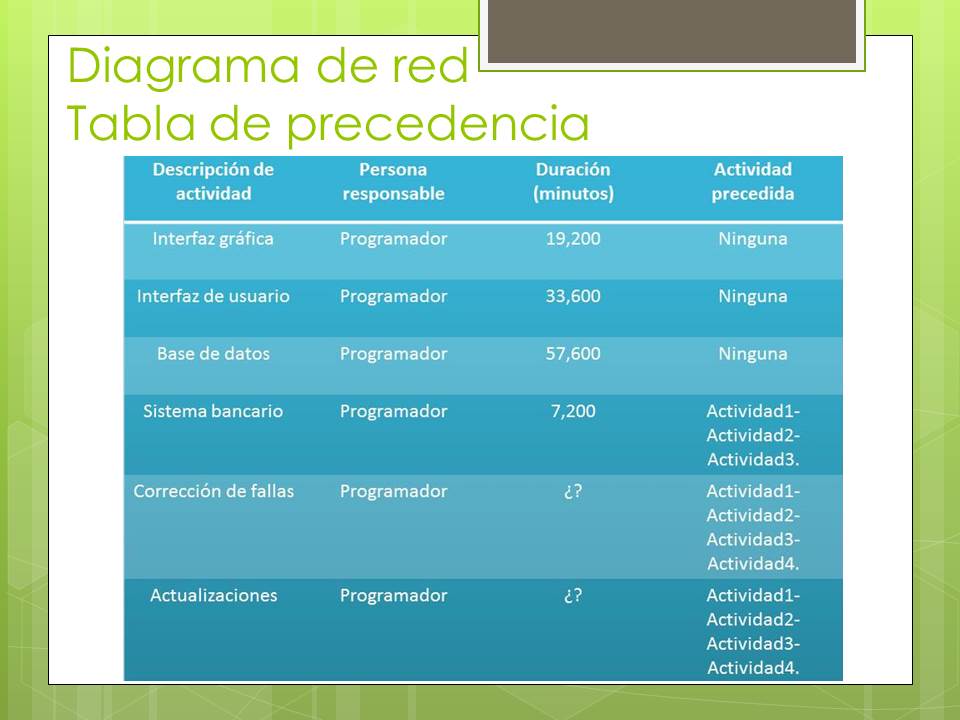 Diagrama de red
Tabla de precedencia
Descripción de actividad Persona responsable Duración (minutos) Actividad precedida
Interfaz gráfica Programador 19,200 Ninguna
Interfaz de usuario Programador 33,600 Ninguna
Base de datos Programador 57,600 Ninguna
Sistema bancario Programador 7,200 Actividad1-
Actividad2-
Actividad3.
Corrección de fallas Programador ¿? Actividad1-
Actividad2-
Actividad3-
Actividad4.
Actualizaciones Programador ¿? Actividad1-
Actividad2-
Actividad3-
Actividad4.